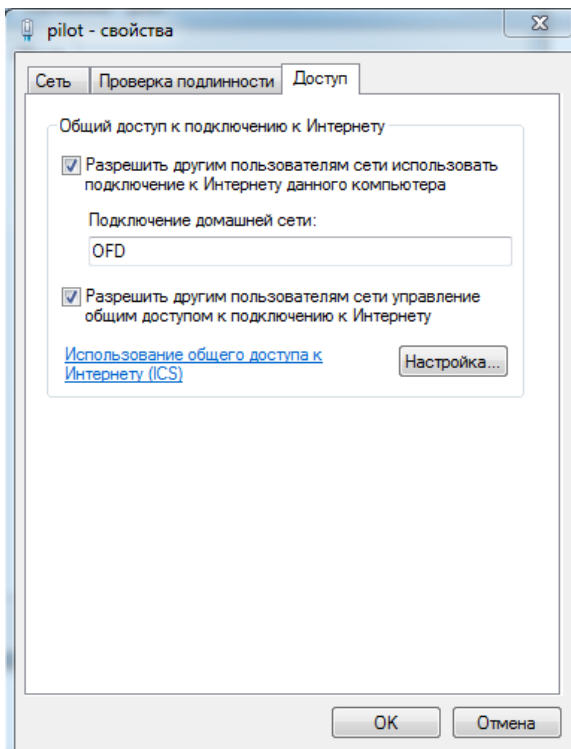 pilot - свойства
Сеть
Проверка подлинности
Доступ
Общий доступ к подключению к Интернету
Разрешить другим пользователям сети использовать
подключение к Интернету данного компьютера
Подключение домашней сети:
OFD
Разрешить другим пользователям сети управление
общим доступом к подключению к Интернету
Использование общего доступа к
Интернету (ICS)
Настройка...
OK
Отмена